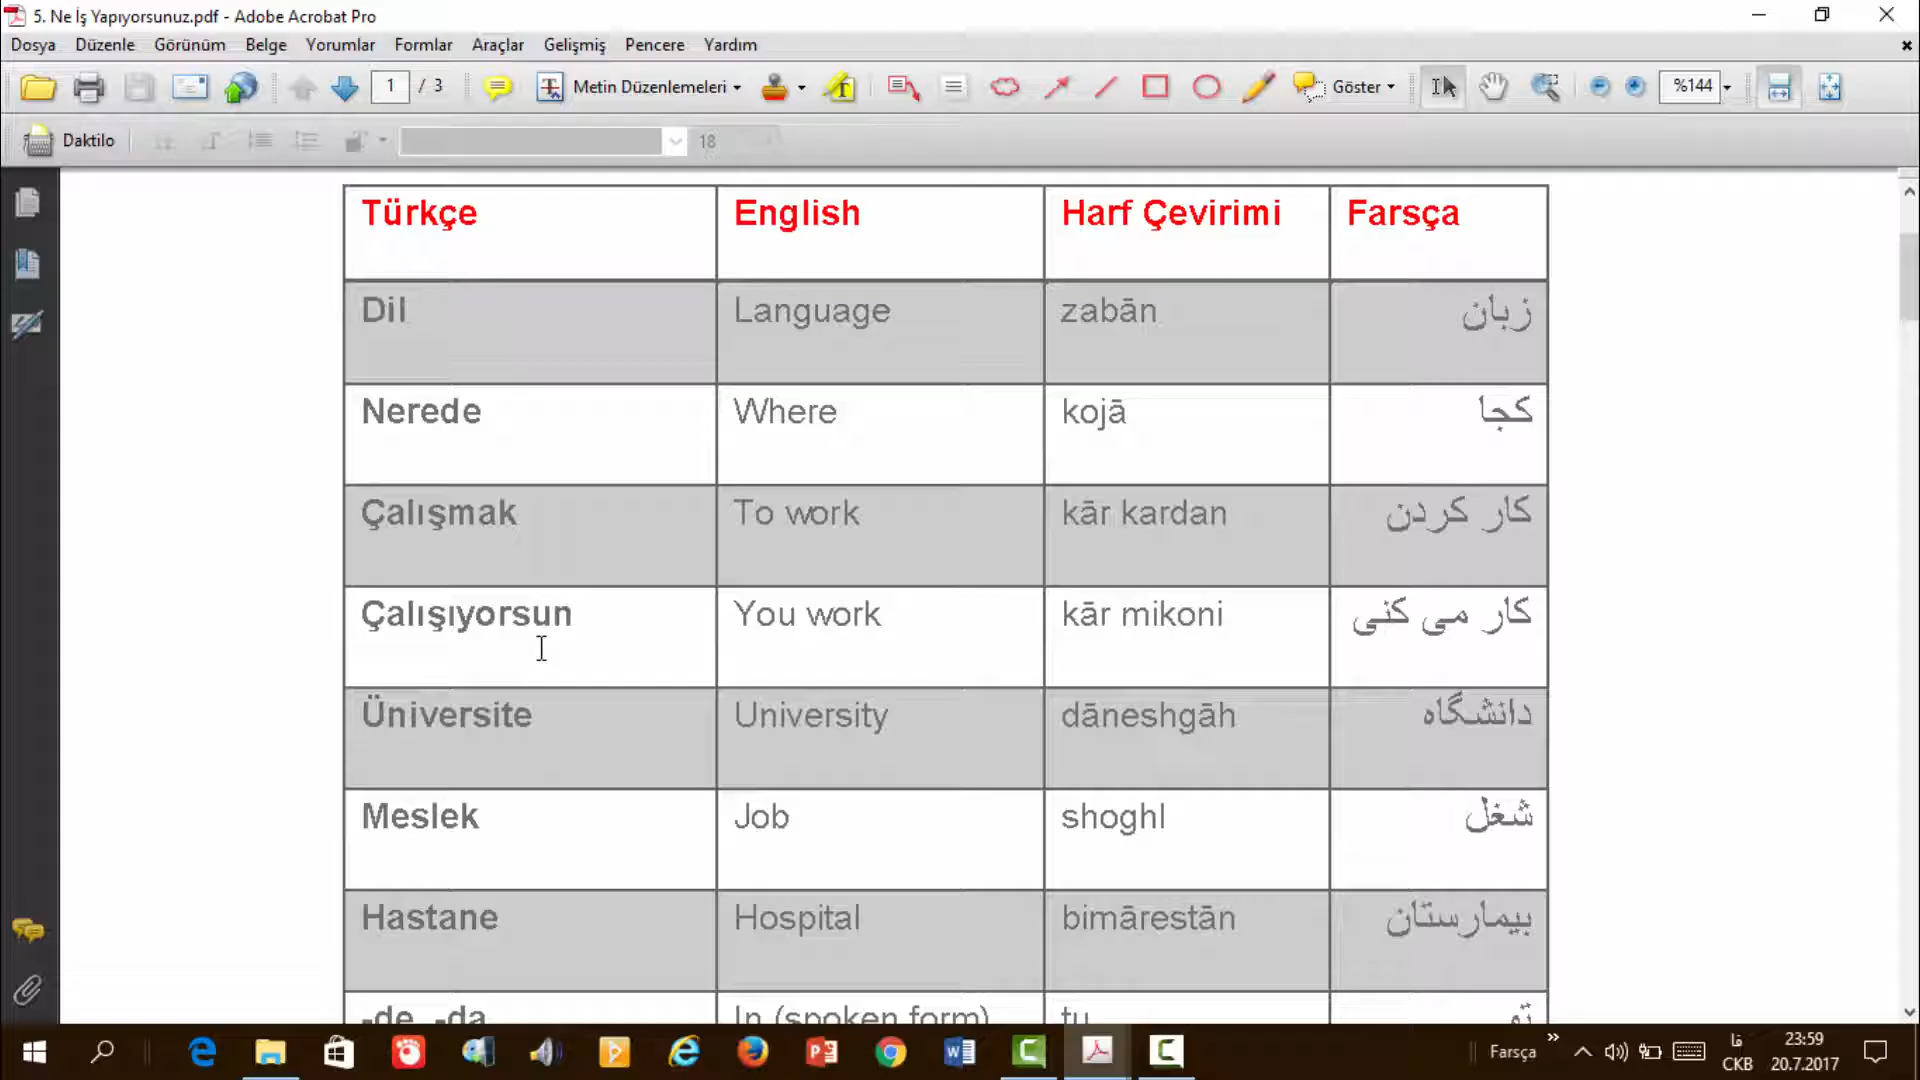 5. Ne İş Yapıyorsunuz.pdf - Adobe Acrobat Pro
Dosya Düzenle Görünüm Belge Yorumlar Formlar Araçlar Gelişmiş Pencere Yardım
1 / 3 Metin Düzenlemeleri Göster %144
Daktilo 18
Türkçe English Harf Çevirimi Farsça
Dil Language zabān زبان
Nerede Where kojā کجا
Çalışmak To work kār kardan کار کردن
Çalışıyorsun You work kār mikoni کار می کنی
Üniversite University dāneshgāh دانشگاه
Meslek Job shoghl شغل
Hastane Hospital bimārestān بیمارستان
-de, -da In (spoken form) tu تو
Farsça فا 23:59
CKB 20.7.2017